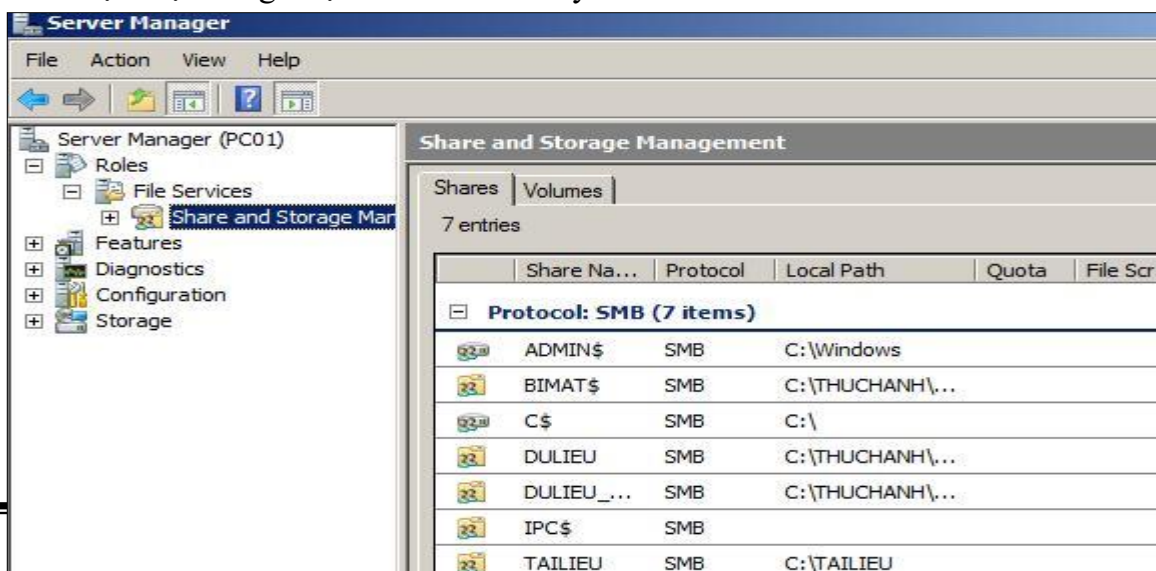 Server Manager
File Action View Help
Server Manager (PC01)
Roles
File Services
Share and Storage Man
Features
Diagnostics
Configuration
Storage
Share and Storage Management
Shares Volumes
7 entries
Share Na... Protocol Local Path Quota File Scr
Protocol: SMB (7 items)
ADMIN$ SMB C:\Windows
BIMAT$ SMB C:\THUCHANH\...
C$ SMB C:\
DULIEU SMB C:\THUCHANH\...
DULIEU_... SMB C:\THUCHANH\...
IPC$ SMB
TAILIEU SMB C:\TAILIEU